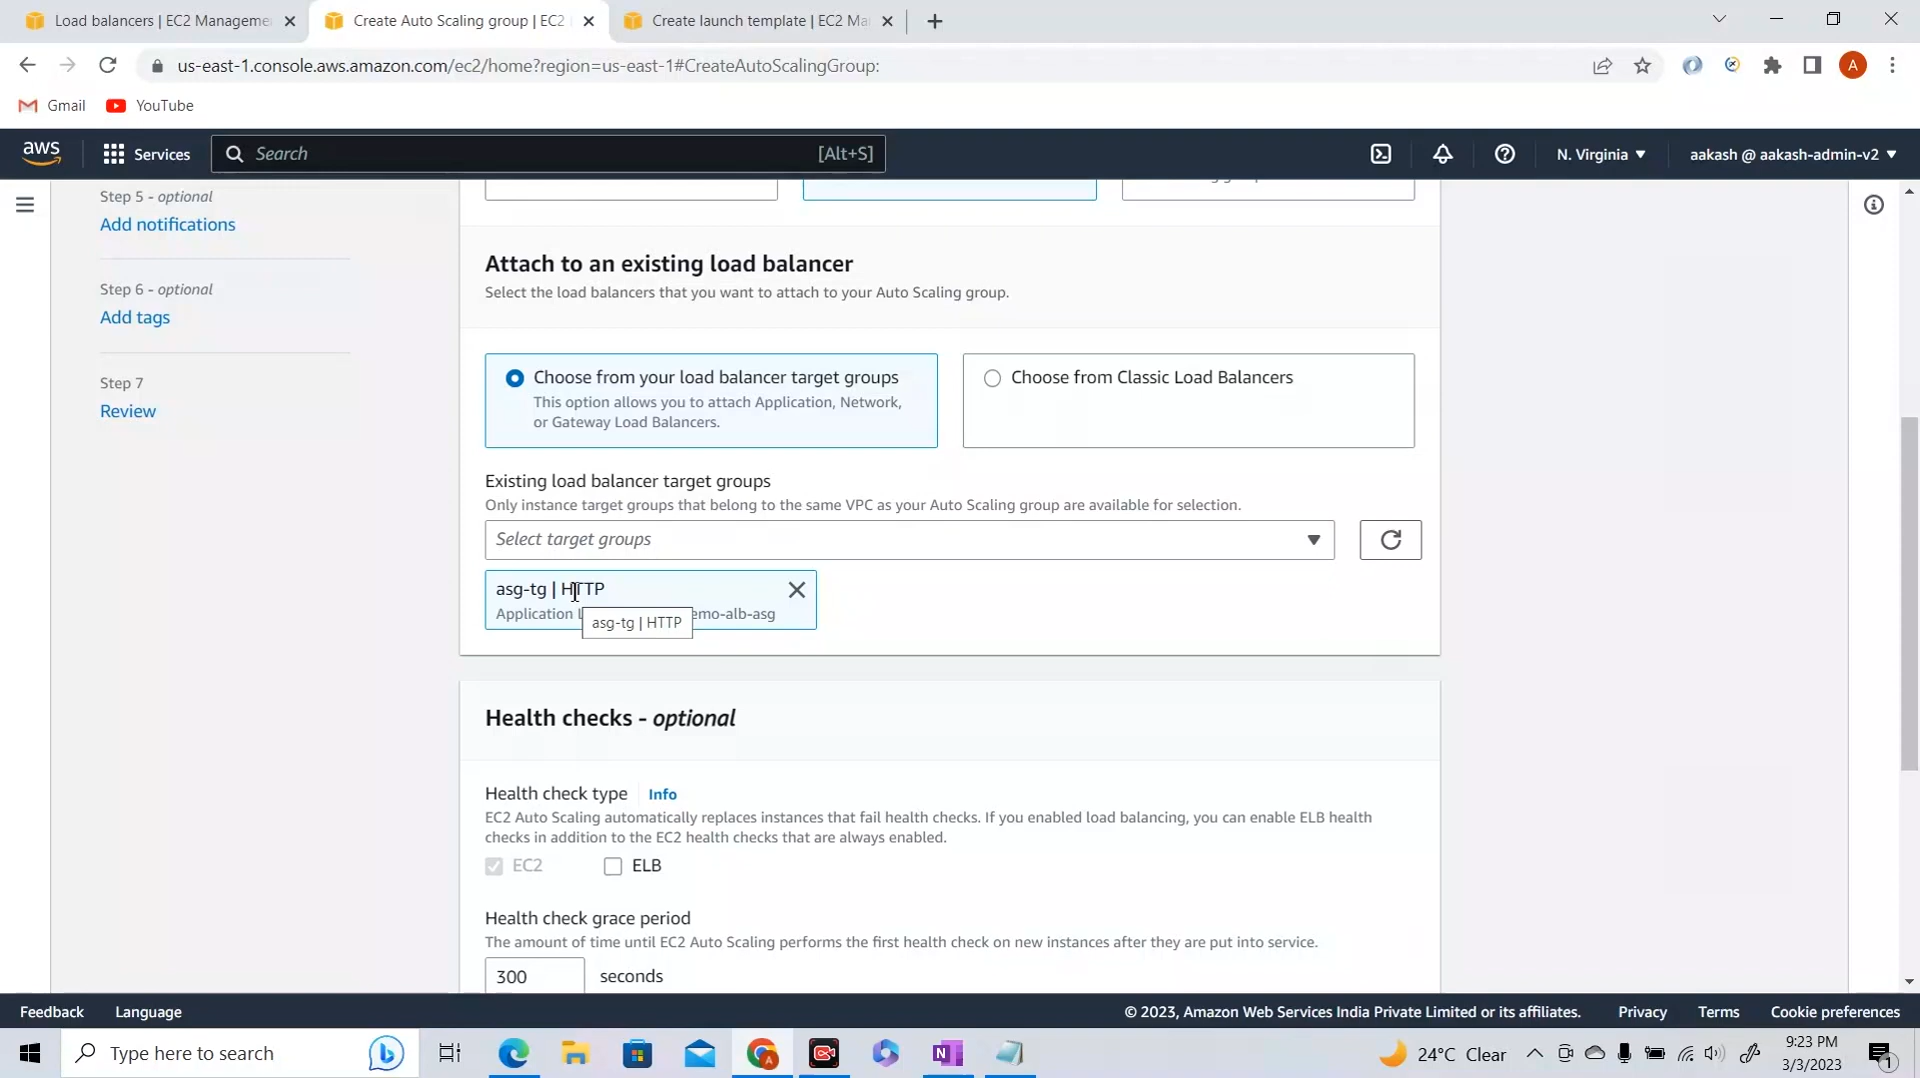 Load balancers | EC2 Manageme
Create Auto Scaling group | EC2
Create launch template | EC2 Ma
us-east-1.console.aws.amazon.com/ec2/home?region=us-east-1#CreateAutoScalingGroup:
A
Gmail
YouTube
aws
Services
Search
[Alt+S]
N. Virginia
aakash @ aakash-admin-v2
Step 5 - optional
Add notifications
Step 6 - optional
Add tags
Step 7
Review
Attach to an existing load balancer
Select the load balancers that you want to attach to your Auto Scaling group.
Choose from your load balancer target groups
This option allows you to attach Application, Network,
or Gateway Load Balancers.
Choose from Classic Load Balancers
Existing load balancer target groups
Only instance target groups that belong to the same VPC as your Auto Scaling group are available for selection.
Select target groups
asg-tg | HTTP
Application emo-alb-asg
asg-tg | HTTP
Health checks - optional
Health check type Info
EC2 Auto Scaling automatically replaces instances that fail health checks. If you enabled load balancing, you can enable ELB health
checks in addition to the EC2 health checks that are always enabled.
EC2
ELB
Health check grace period
The amount of time until EC2 Auto Scaling performs the first health check on new instances after they are put into service.
300 seconds
Feedback
Language
© 2023, Amazon Web Services India Private Limited or its affiliates.
Privacy
Terms
Cookie preferences
Type here to search
24°C Clear
9:23 PM
3/3/2023
1